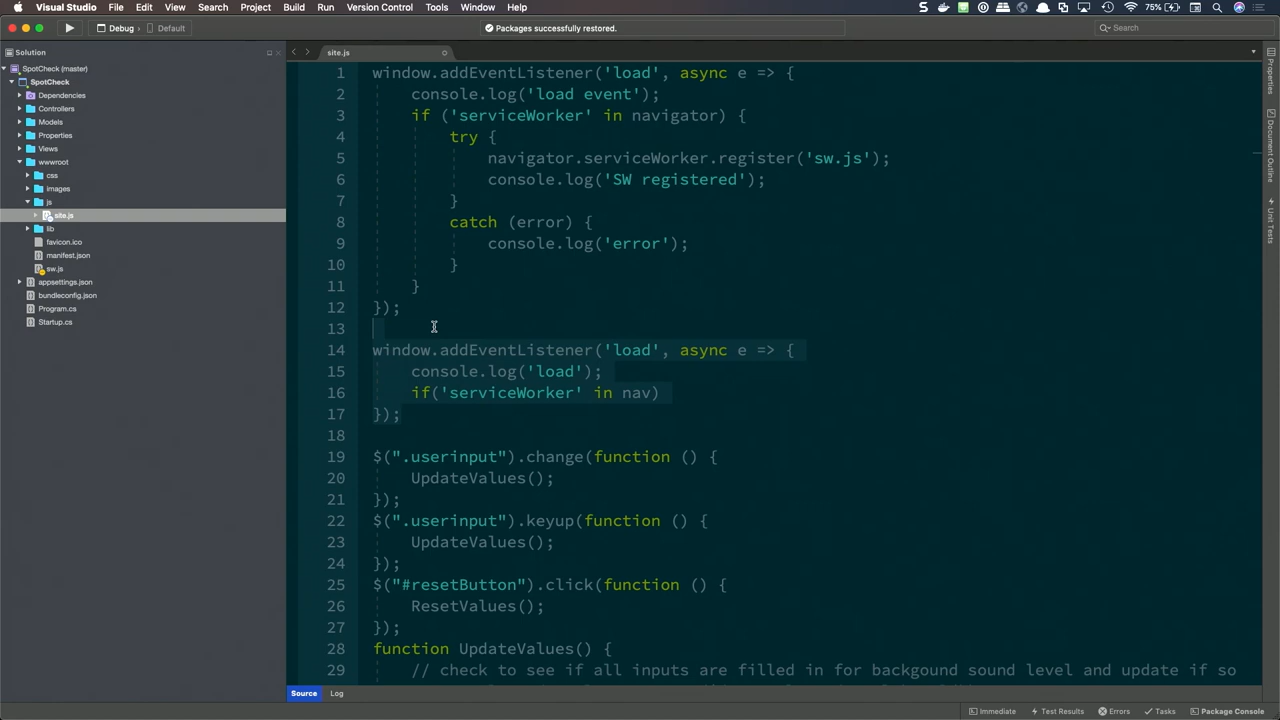 Visual Studio File Edit View Search Project Build Run Version Control Tools Window Help 75%
Debug Default Packages successfully restored. Search
Solution
SpotCheck (master)
SpotCheck
Dependencies
Controllers
Models
Properties
Views
wwwroot
css
images
js
site.js
lib
favicon.ico
manifest.json
sw.js
appsettings.json
bundleconfig.json
Program.cs
Startup.cs
site.js
1 window.addEventListener('load', async e => {
2 console.log('load event');
3 if ('serviceWorker' in navigator) {
4 try {
5 navigator.serviceWorker.register('sw.js');
6 console.log('SW registered');
7 }
8 catch (error) {
9 console.log('error');
10 }
11 }
12 });
13
14 window.addEventListener('load', async e => {
15 console.log('load');
16 if('serviceWorker' in nav)
17 });
18
19 $(".userinput").change(function () {
20 UpdateValues();
21 });
22 $(".userinput").keyup(function () {
23 UpdateValues();
24 });
25 $("#resetButton").click(function () {
26 ResetValues();
27 });
28 function UpdateValues() {
29 // check to see if all inputs are filled in for backgound sound level and update if so
Properties
Document Outline
Unit Tests
Source Log
Immediate Test Results Errors Tasks Package Console